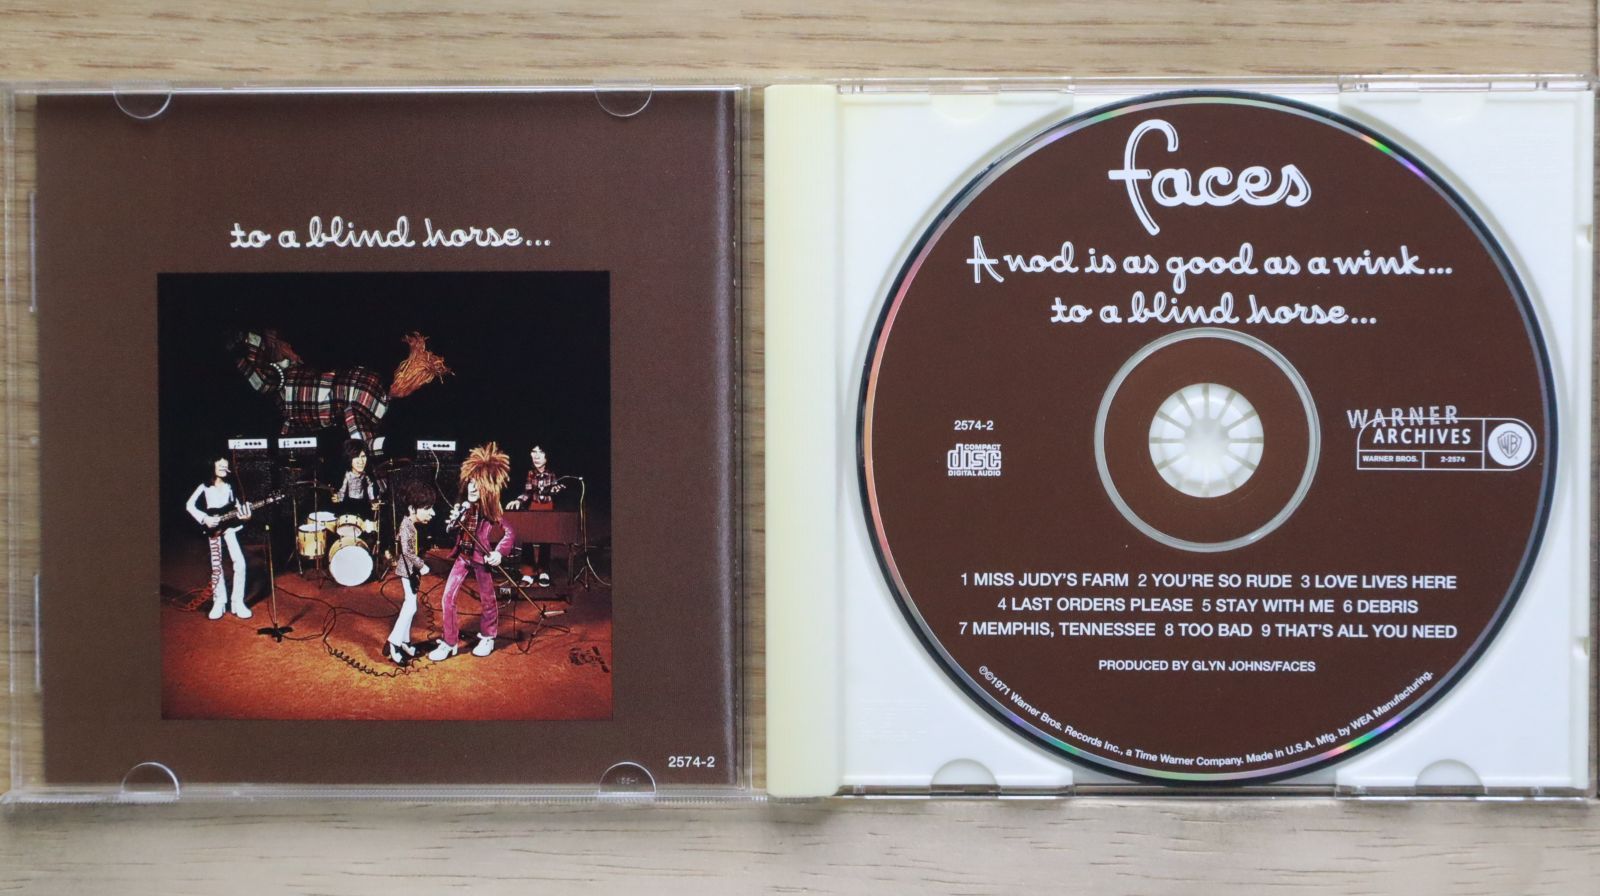 to a blind horse...
2574-2
faces
A nod is as good as a wink...
to a blind horse...
2574-2
COMPACT
disc
DIGITAL AUDIO
WARNER
ARCHIVES
WARNER BROS. 2-2574
WB
1 MISS JUDY'S FARM 2 YOU'RE SO RUDE 3 LOVE LIVES HERE
4 LAST ORDERS PLEASE 5 STAY WITH ME 6 DEBRIS
7 MEMPHIS, TENNESSEE 8 TOO BAD 9 THAT'S ALL YOU NEED
PRODUCED BY GLYN JOHNS/FACES
℗©1971 Warner Bros. Records Inc., a Time Warner Company. Made in U.S.A. Mfg. by WEA Manufacturing.